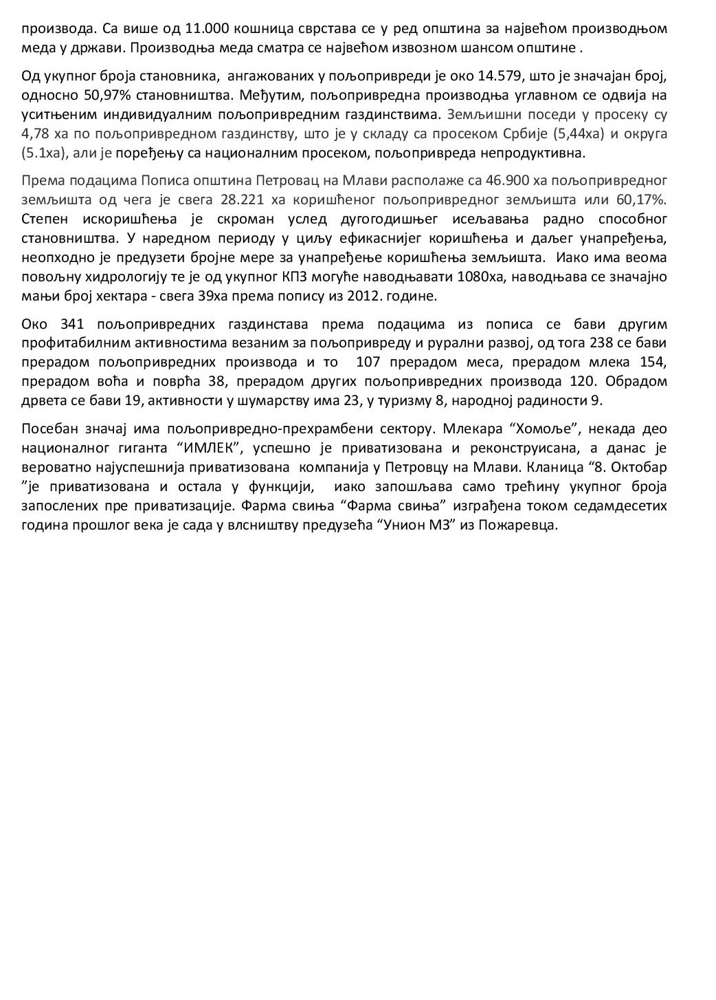 производа. Са више од 11.000 кошница сврстава се у ред општина за највећом производњом
меда у држави. Производња меда сматра се највећом извозном шансом општине .
Од укупног броја становника,  ангажованих у пољопривреди је око 14.579, што је значајан број,
односно 50,97% становништва. Међутим, пољопривредна производња углавном се одвија на
уситњеним индивидуалним пољопривредним газдинствима. Земљишни поседи у просеку су
4,78 ха по пољопривредном газдинству, што је у складу са просеком Србије (5,44ха) и округа
(5.1ха), али је поређењу са националним просеком, пољопривреда непродуктивна.
Према подацима Пописа општина Петровац на Млави располаже са 46.900 ха пољопривредног
земљишта од чега је свега 28.221 ха коришћеног пољопривредног земљишта или 60,17%.
Степен искоришћења је скроман услед дугогодишњег исељавања радно способног
становништва. У наредном периоду у циљу ефикаснијег коришћења и даљег унапређења,
неопходно је предузети бројне мере за унапређење коришћења земљишта.  Иако има веома
повољну хидрологију те је од укупног КПЗ могуће наводњавати 1080ха, наводњава се значајно
мањи број хектара - свега 39ха према попису из 2012. године.
Око 341 пољопривредних газдинстава према подацима из пописа се бави другим
профитабилним активностима везаним за пољопривреду и рурални развој, од тога 238 се бави
прерадом пољопривредних производа и то  107 прерадом меса, прерадом млека 154,
прерадом воћа и поврћа 38, прерадом других пољопривредних производа 120. Обрадом
дрвета се бави 19, активности у шумарству има 23, у туризму 8, народној радиности 9.
Посебан значај има пољопривредно-прехрамбени сектору. Млекара “Хомоље”, некада део
националног гиганта “ИМЛЕК”, успешно је приватизована и реконструисана, а данас је
вероватно најуспешнија приватизована  компанија у Петровцу на Млави. Кланица “8. Октобар
”је приватизована и остала у функцији,  иако запошљава само трећину укупног броја
запослених пре приватизације. Фарма свиња “Фарма свиња” изграђена током седамдесетих
година прошлог века је сада у влсништву предузећа “Унион МЗ” из Пожаревца.